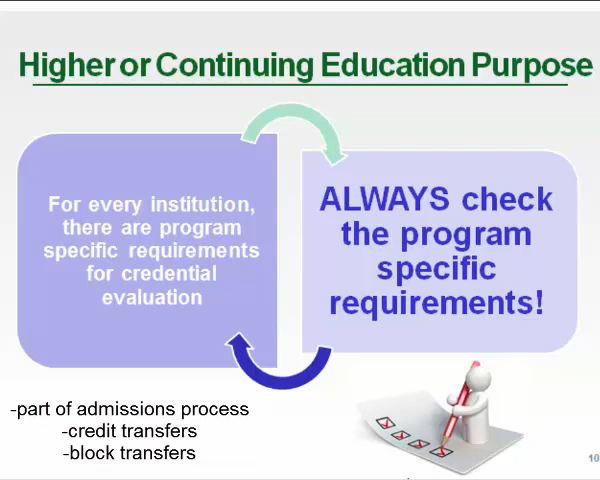 Higher or Continuing Education Purpose
For every institution,
there are program
specific requirements
for credential
evaluation
ALWAYS check
the program
specific
requirements!
-part of admissions process
-credit transfers
-block transfers
10